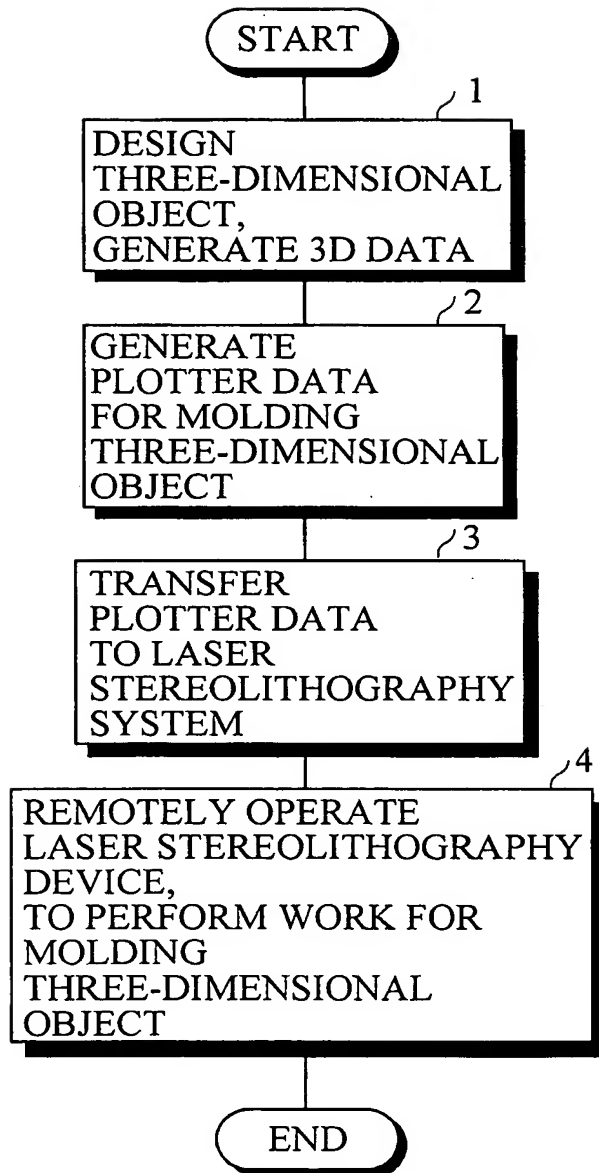 START
1
DESIGN
THREE-DIMENSIONAL
OBJECT,
GENERATE 3D DATA
2
GENERATE
PLOTTER DATA
FOR MOLDING
THREE-DIMENSIONAL
OBJECT
3
TRANSFER
PLOTTER DATA
TO LASER
STEREOLITHOGRAPHY
SYSTEM
4
REMOTELY OPERATE
LASER STEREOLITHOGRAPHY
DEVICE,
TO PERFORM WORK FOR
MOLDING
THREE-DIMENSIONAL
OBJECT
END